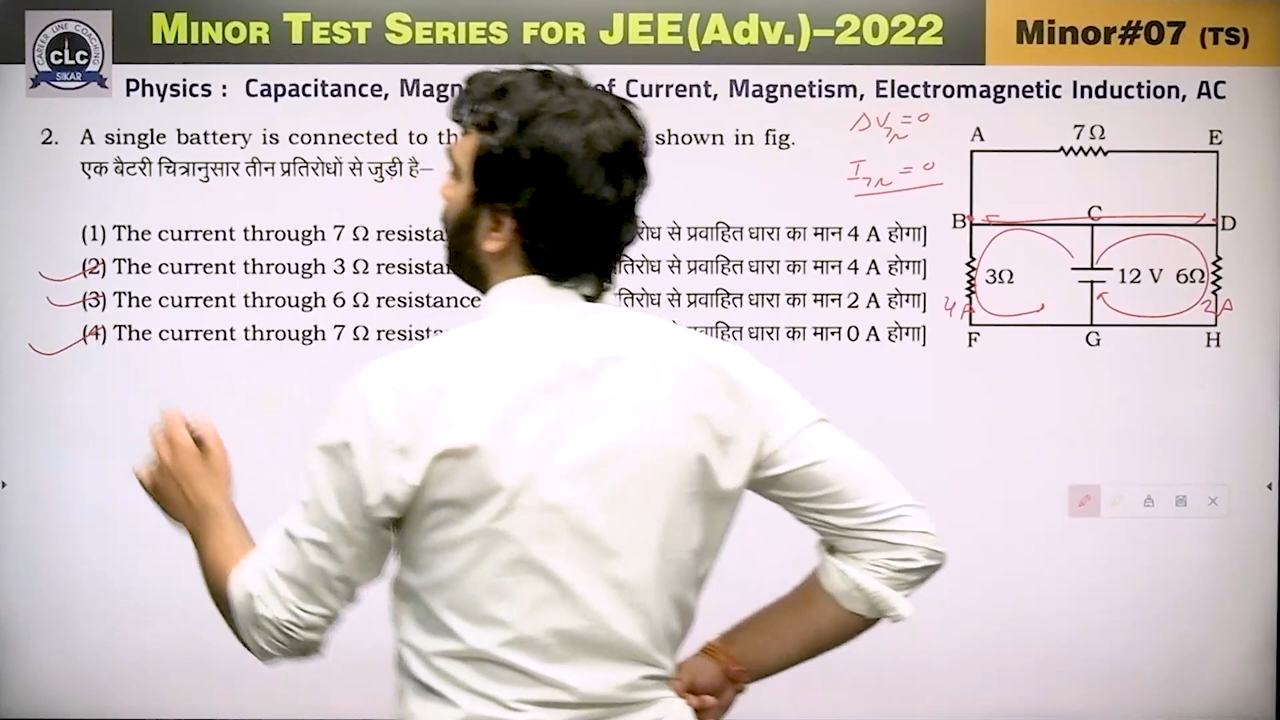 CAREER LINE COACHING
CLC
SIKAR
MINOR TEST SERIES FOR JEE(Adv.)–2022
Minor#07 (TS)
Physics : Capacitance, Magn of Current, Magnetism, Electromagnetic Induction, AC
2. A single battery is connected to th shown in fig.
एक बैटरी चित्रानुसार तीन प्रतिरोधों से जुडी है–
(1) The current through 7 Ω resista रोध से प्रवाहित धारा का मान 4 A होगा]
(2) The current through 3 Ω resistan तिरोध से प्रवाहित धारा का मान 4 A होगा]
(3) The current through 6 Ω resistance तिरोध से प्रवाहित धारा का मान 2 A होगा]
(4) The current through 7 Ω resista वाहित धारा का मान 0 A होगा]
ΔV7Ω = 0
I7Ω = 0
A 7Ω E
B C D
3Ω 12 V 6Ω
4A 2A
F G H